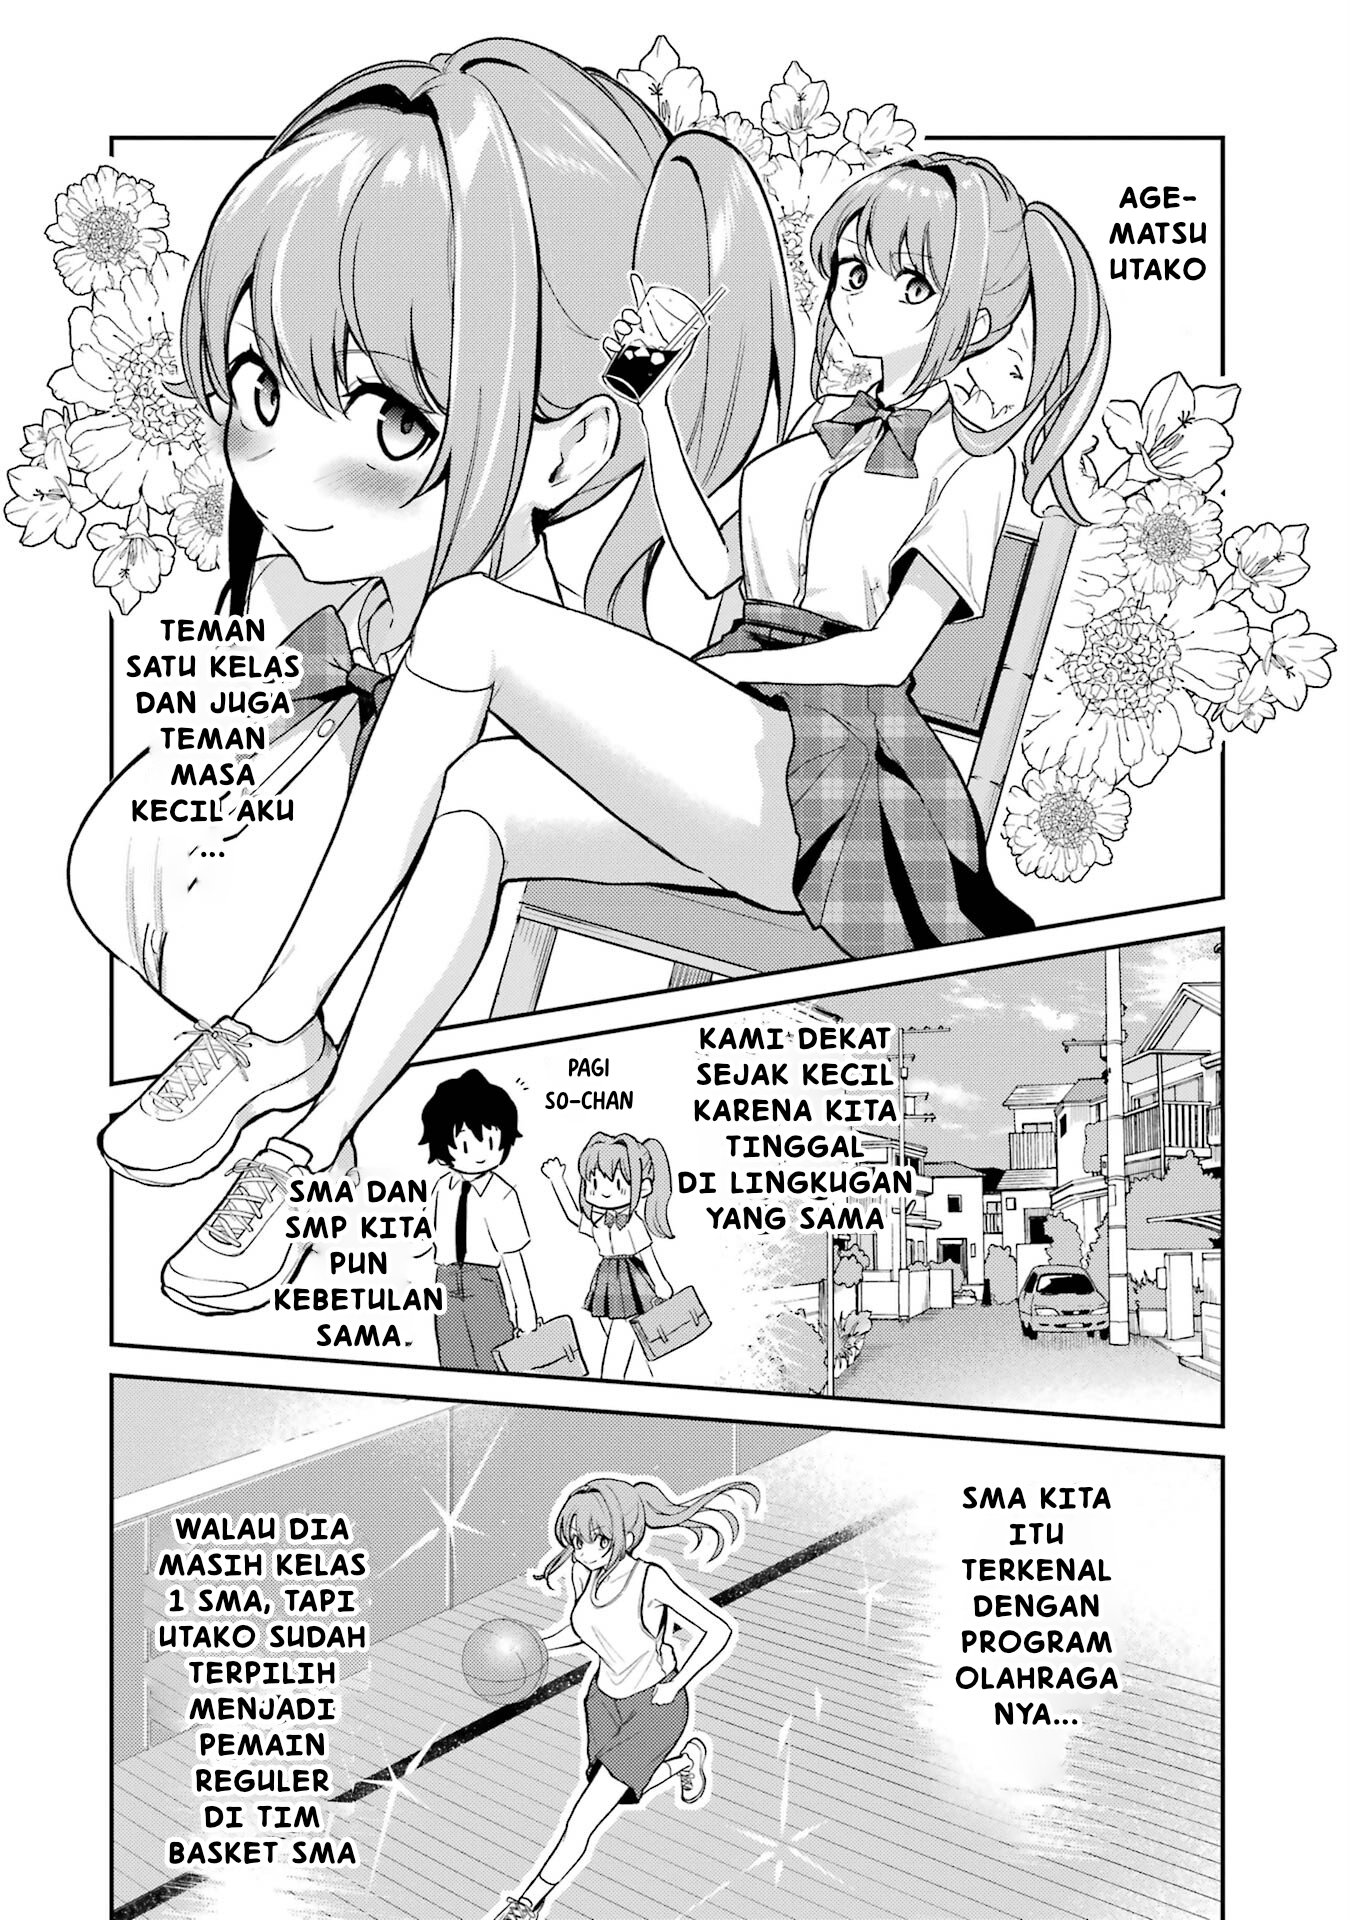 AGE-
MATSU
UTAKO
TEMAN
SATU KELAS
DAN JUGA
TEMAN
MASA
KECIL AKU
...
KAMI DEKAT
SEJAK KECIL
KARENA KITA
TINGGAL
DI LINGKUGAN
YANG SAMA
PAGI
SO-CHAN
SMA DAN
SMP KITA
PUN
KEBETULAN
SAMA.
SMA KITA
ITU
TERKENAL
DENGAN
PROGRAM
OLAHRAGA
NYA...
WALAU DIA
MASIH KELAS
1 SMA, TAPI
UTAKO SUDAH
TERPILIH
MENJADI
PEMAIN
REGULER
DI TIM
BASKET SMA